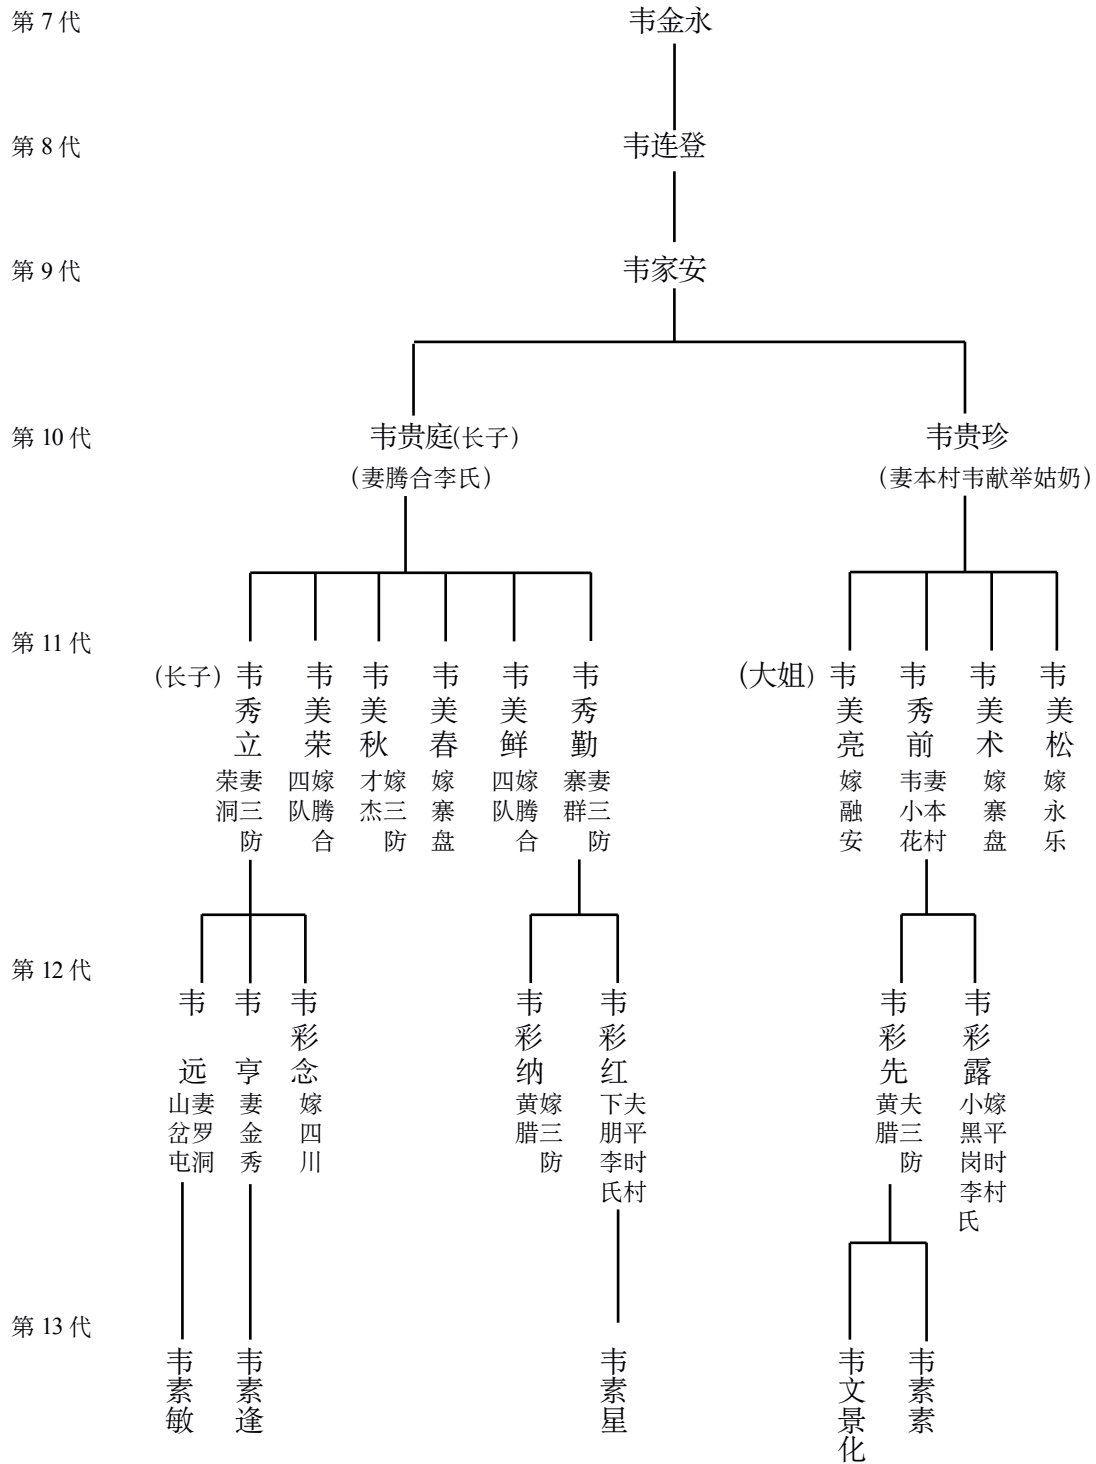 第 7 代
韦金永
第 8 代
韦连登
第 9 代
韦家安
第 10 代
韦贵庭(长子)
(妻腾合李氏)
韦贵珍
(妻本村韦献举姑奶)
第 11 代
(长子)
韦秀立
妻三防
荣洞
韦美荣
嫁腾合
四队
韦美秋
嫁三防
才杰
韦美春
嫁寨盘
韦美鲜
嫁腾合
四队
韦秀勤
妻三防
寨群
(大姐)
韦美亮
嫁融安
韦秀前
妻本村
韦小花
韦美术
嫁寨盘
韦美松
嫁永乐
第 12 代
韦远
妻罗洞
山岔屯
韦亨
妻金秀
韦彩念
嫁四川
韦彩纳
嫁三防
黄腊
韦彩红
夫平时村
下朋李氏
韦彩先
夫三防
黄腊
韦彩露
嫁平时村
小黑岗李氏
第 13 代
韦素敏
韦素逢
韦素星
韦文景化
韦素素